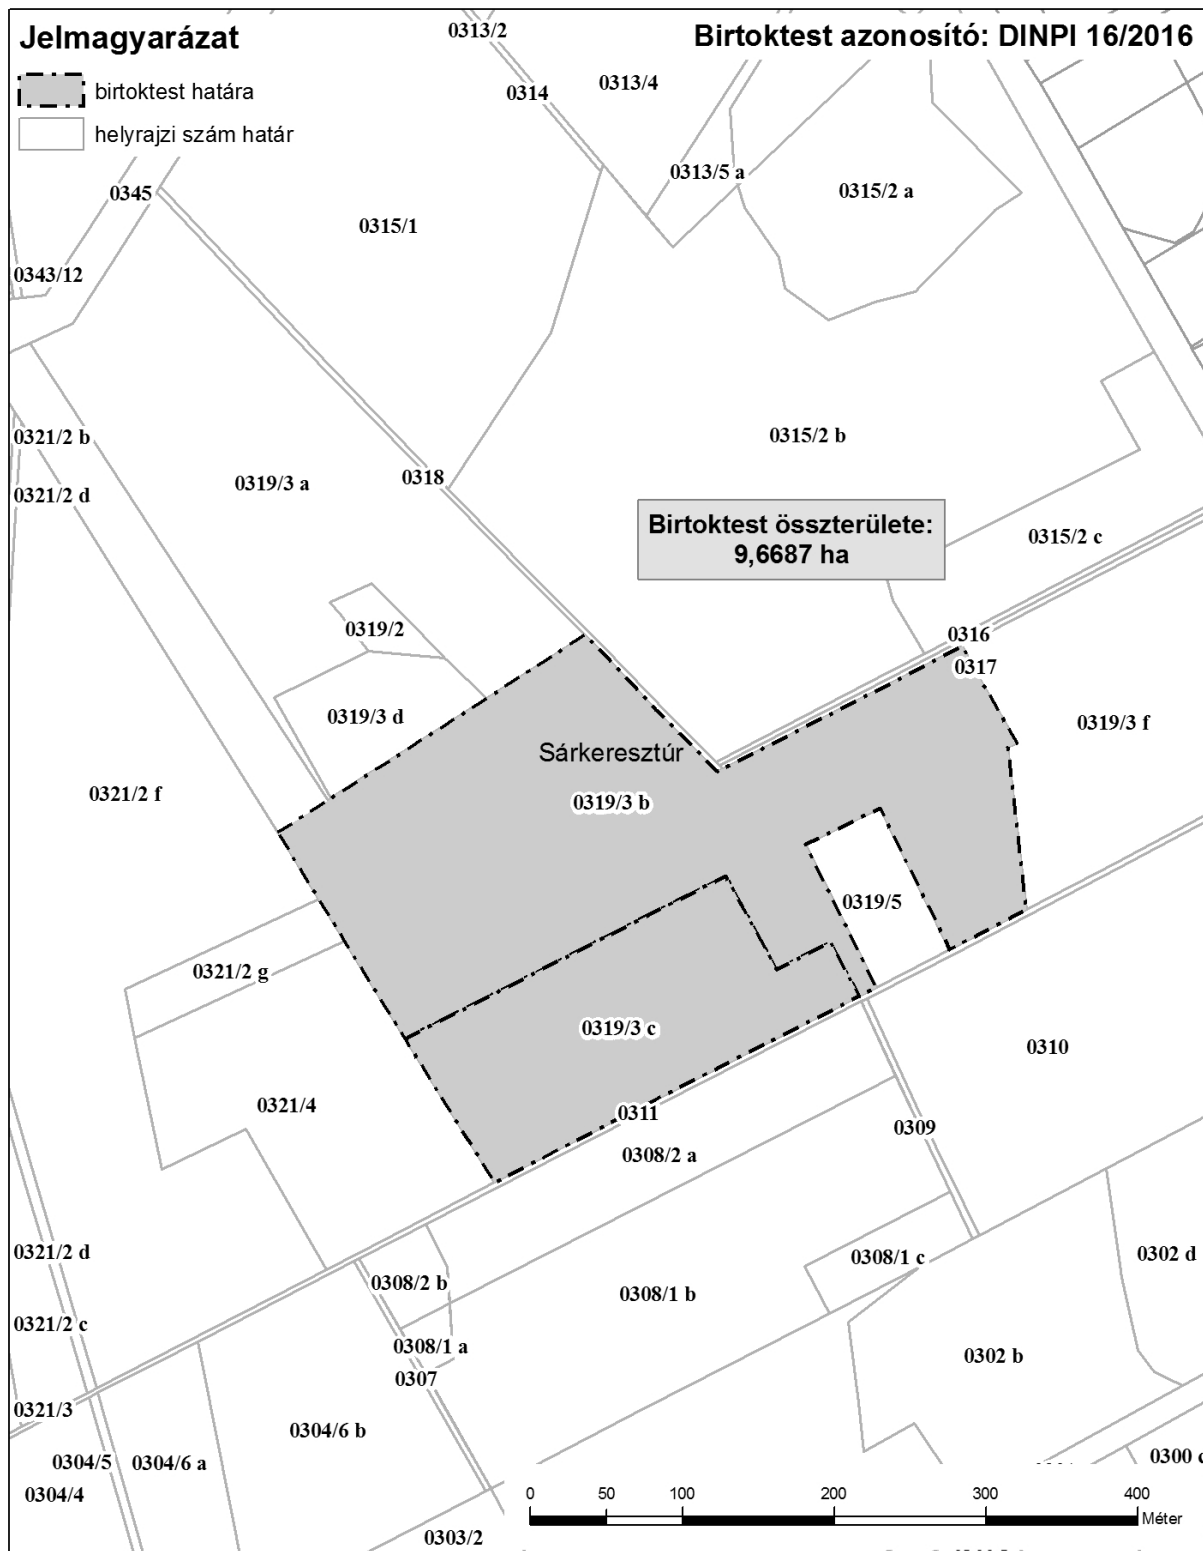 Jelmagyarázat
birtoktest határa
helyrajzi szám határ
Birtoktest azonosító: DINPI 16/2016
0313/2
0314
0313/4
0313/5 a
0315/2 a
0345
0315/1
0343/12
0321/2 b
0321/2 d
0319/3 a
0318
0315/2 b
Birtoktest összterülete:
9,6687 ha
0315/2 c
0319/2
0316
0317
0319/3 d
0319/3 f
Sárkeresztúr
0321/2 f
0319/3 b
0319/5
0321/2 g
0319/3 c
0310
0321/4
0311
0309
0308/2 a
0321/2 d
0308/1 c
0302 d
0308/2 b
0308/1 b
0321/2 c
0308/1 a
0302 b
0307
0321/3
0304/6 b
0304/5
0304/6 a
0300 c
0304/4
0303/2
0 50 100 200 300 400
Méter